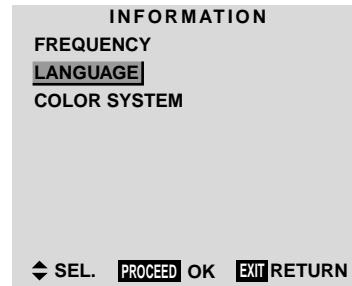 INFORMATION
FREQUENCY
LANGUAGE
COLOR SYSTEM
SEL. PROCEED OK EXIT RETURN